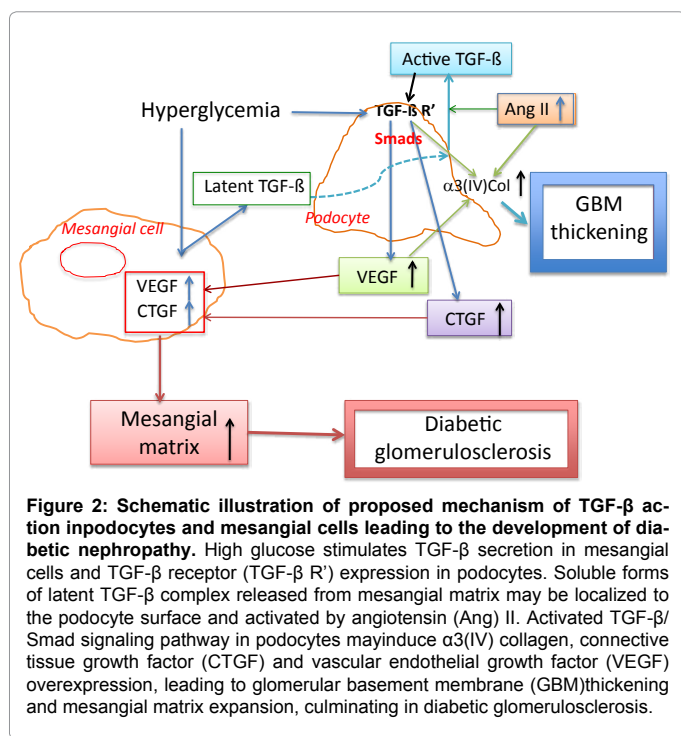 Active TGF-ß
Hyperglycemia
TGF-ß R’
Ang II
Smads
Latent TGF-ß
α3(IV)Col
Podocyte
GBM
thickening
Mesangial cell
VEGF
CTGF
VEGF
CTGF
Mesangial
matrix
Diabetic
glomerulosclerosis
Figure 2: Schematic illustration of proposed mechanism of TGF-β ac-
tion inpodocytes and mesangial cells leading to the development of dia-
betic nephropathy. High glucose stimulates TGF-β secretion in mesangial
cells and TGF-β receptor (TGF-β R’) expression in podocytes. Soluble forms
of latent TGF-β complex released from mesangial matrix may be localized to
the podocyte surface and activated by angiotensin (Ang) II. Activated TGF-β/
Smad signaling pathway in podocytes mayinduce α3(IV) collagen, connective
tissue growth factor (CTGF) and vascular endothelial growth factor (VEGF)
overexpression, leading to glomerular basement membrane (GBM)thickening
and mesangial matrix expansion, culminating in diabetic glomerulosclerosis.